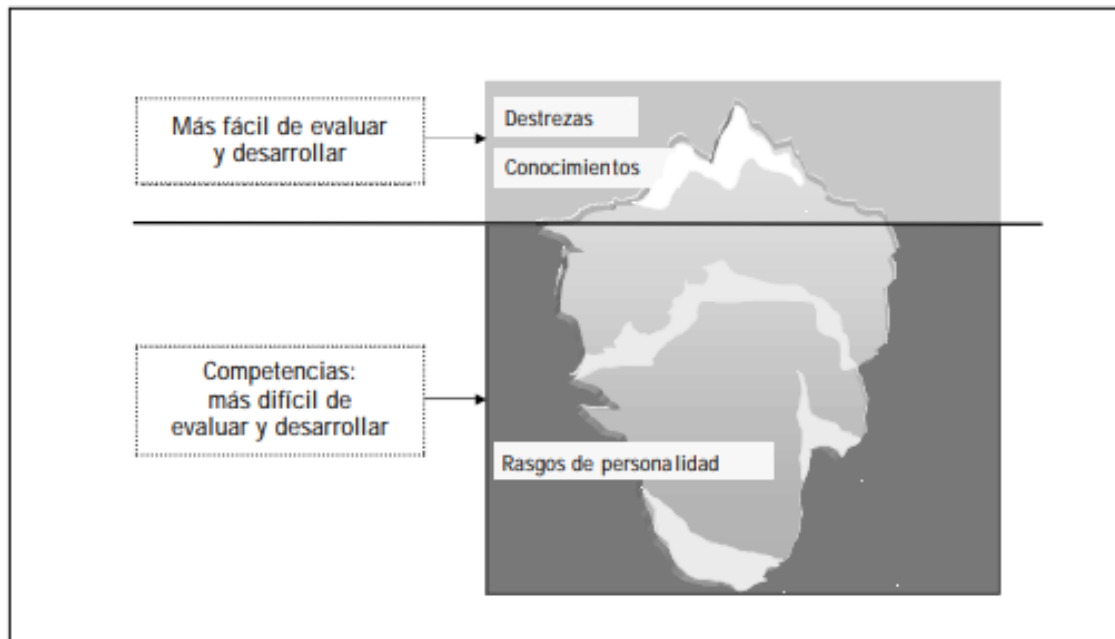 Más fácil de evaluar
y desarrollar
Destrezas
Conocimientos
Competencias:
más difícil de
evaluar y desarrollar
Rasgos de personalidad